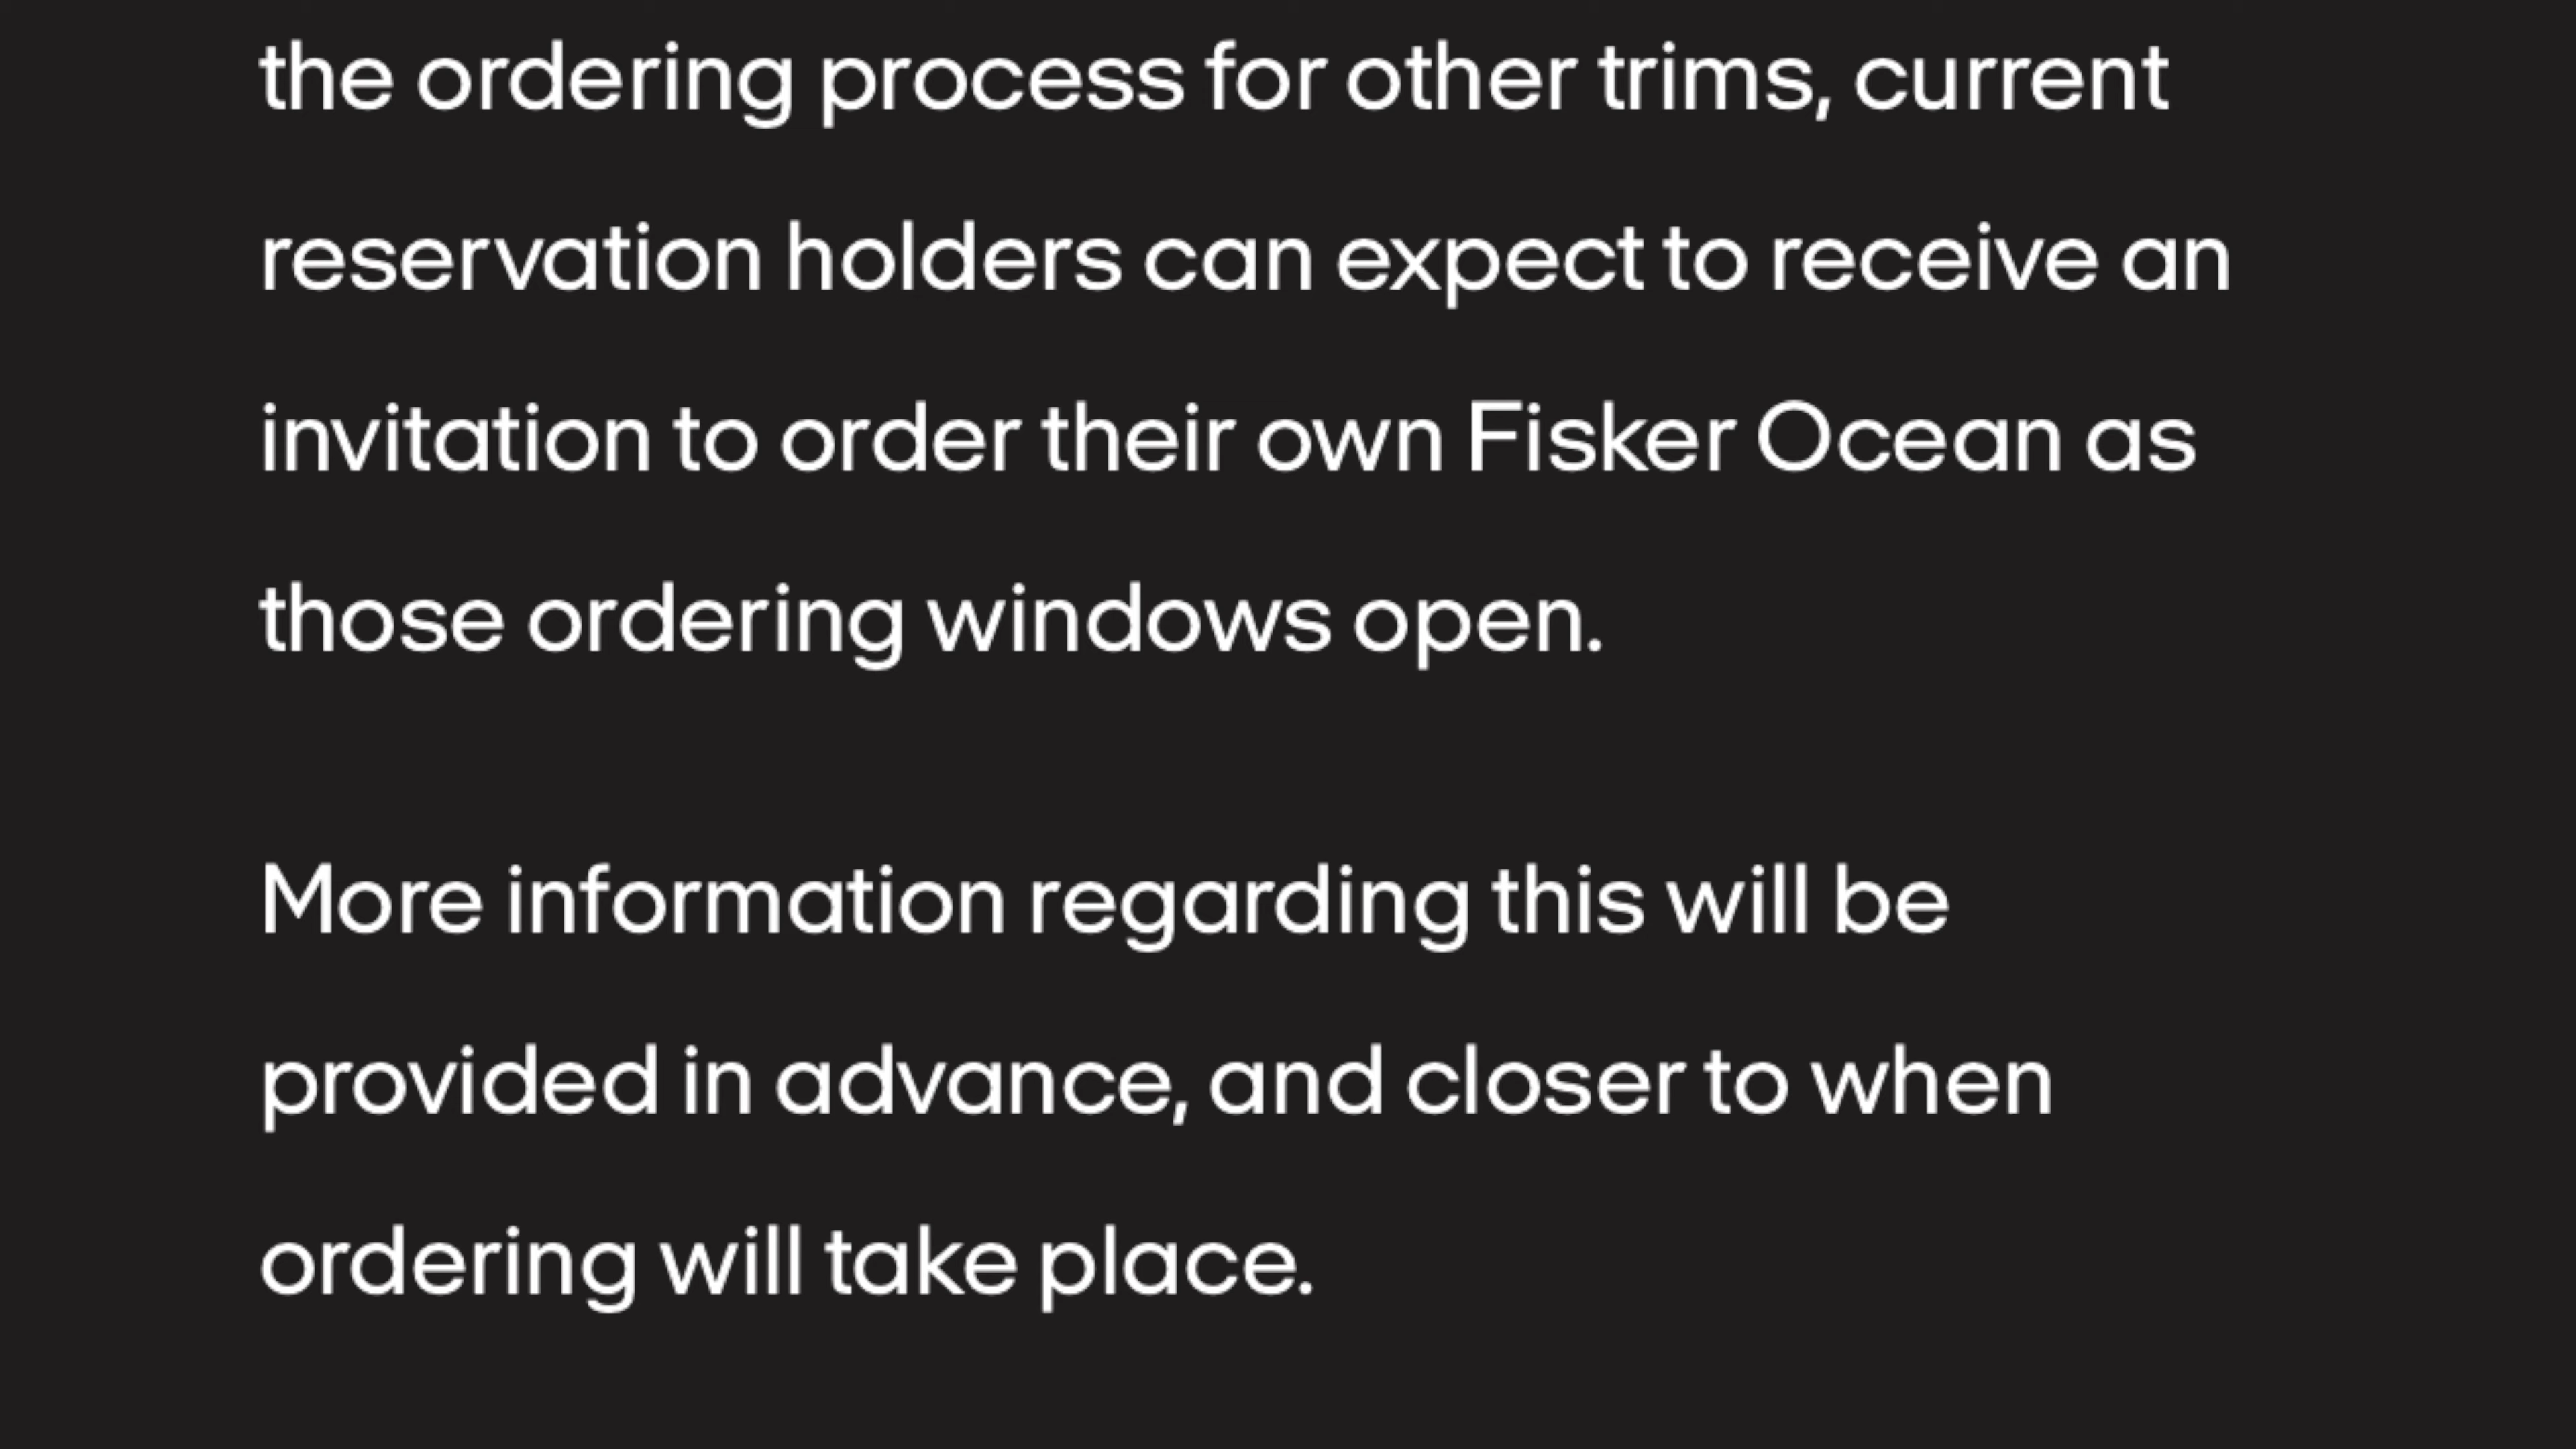 the ordering process for other trims, current
reservation holders can expect to receive an
invitation to order their own Fisker Ocean as
those ordering windows open.
More information regarding this will be
provided in advance, and closer to when
ordering will take place.